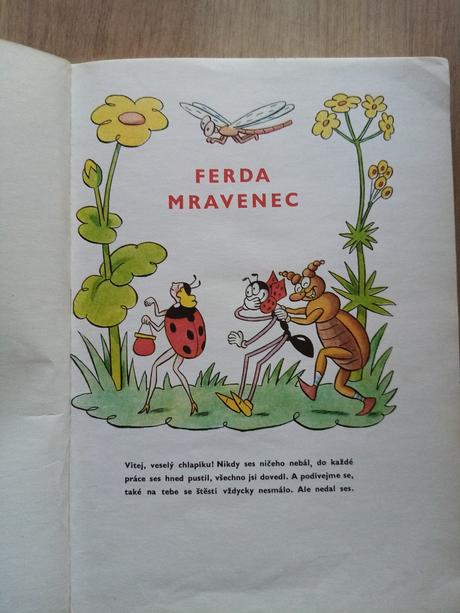 FERDA
MRAVENEC
Vítej, veselý chlapíku! Nikdy ses ničeho nebál, do každé
práce ses hned pustil, všechno jsi dovedl. A podívejme se,
také na tebe se štěstí vždycky nesmálo. Ale nedal ses.